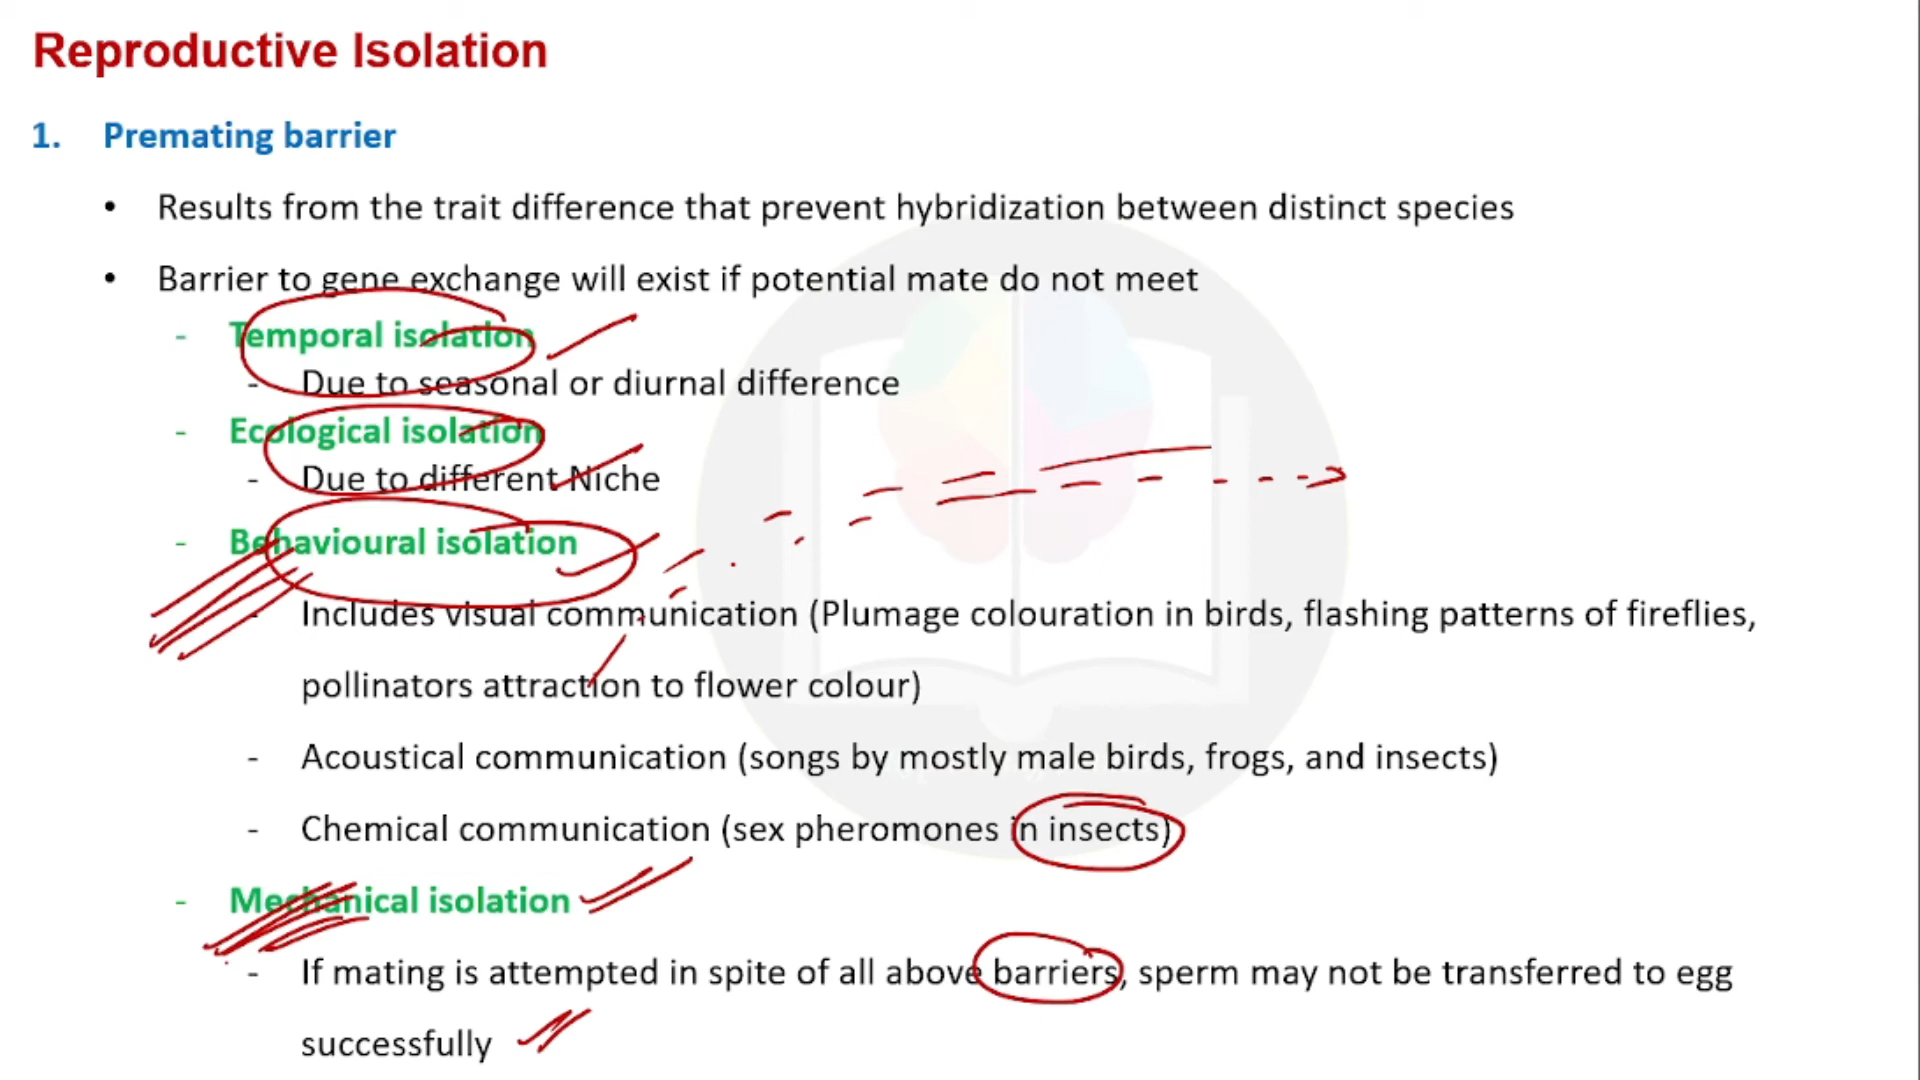 Reproductive Isolation
1. Premating barrier
• Results from the trait difference that prevent hybridization between distinct species
• Barrier to gene exchange will exist if potential mate do not meet
- Temporal isolation
- Due to seasonal or diurnal difference
- Ecological isolation
- Due to different Niche
- Behavioural isolation
- Includes visual communication (Plumage colouration in birds, flashing patterns of fireflies,
pollinators attraction to flower colour)
- Acoustical communication (songs by mostly male birds, frogs, and insects)
- Chemical communication (sex pheromones in insects)
- Mechanical isolation
- If mating is attempted in spite of all above barriers, sperm may not be transferred to egg
successfully